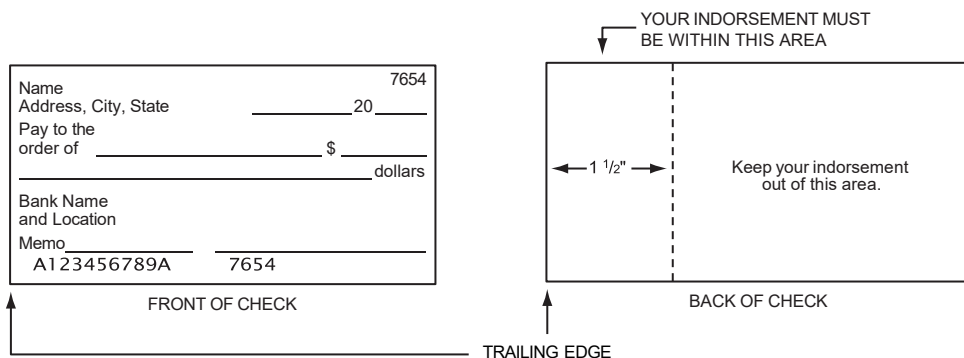 YOUR INDORSEMENT MUST
BE WITHIN THIS AREA
7654
Name
Address, City, State 20
Pay to the
order of $
dollars
Bank Name
and Location
Memo
A123456789A 7654
FRONT OF CHECK
1 1/2"
Keep your indorsement
out of this area.
BACK OF CHECK
TRAILING EDGE